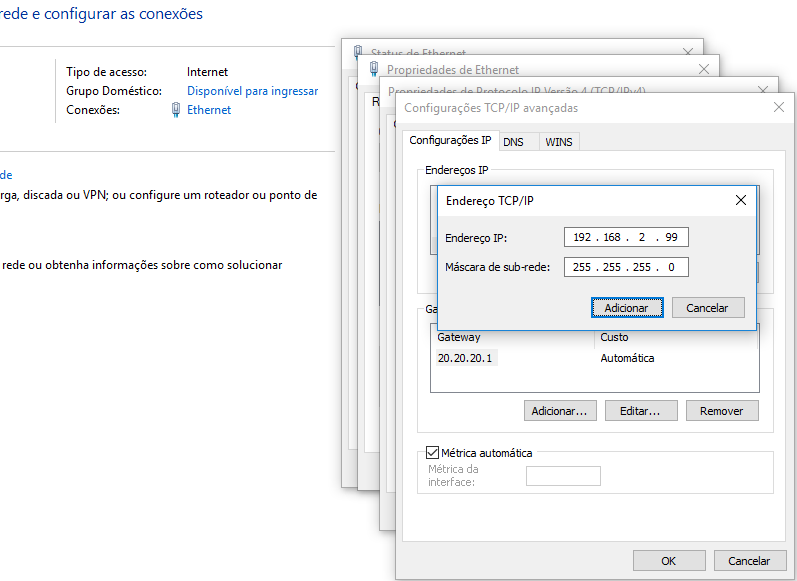 rede e configurar as conexões
Tipo de acesso: Internet
Grupo Doméstico: Disponível para ingressar
Conexões: Ethernet
de
rga, discada ou VPN; ou configure um roteador ou ponto de
rede ou obtenha informações sobre como solucionar
Status de Ethernet
Propriedades de Ethernet
Propriedades de Protocolo IP Versão 4 (TCP/IPv4)
Configurações TCP/IP avançadas
Configurações IP DNS WINS
Endereços IP
Endereço TCP/IP
Endereço IP: 192 . 168 . 2 . 99
Máscara de sub-rede: 255 . 255 . 255 . 0
Adicionar Cancelar
Ga
Gateway Custo
20.20.20.1 Automática
Adicionar... Editar... Remover
Métrica automática
Métrica da
interface:
OK Cancelar